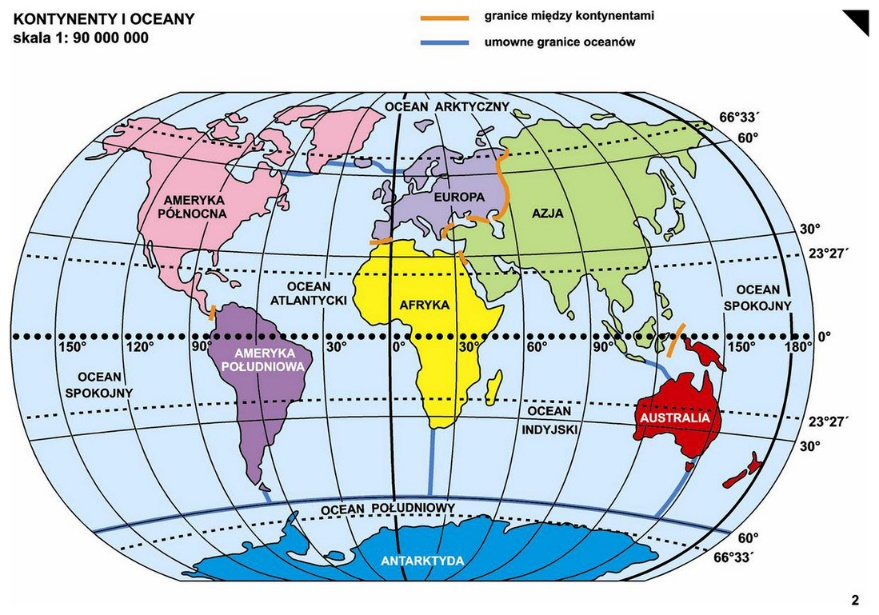 KONTYNENTY I OCEANY
skala 1: 90 000 000
granice między kontynentami
umowne granice oceanów
OCEAN ARKTYCZNY
66°33´
60°
AMERYKA
PÓŁNOCNA
EUROPA
AZJA
30°
23°27´
OCEAN
ATLANTYCKI
AFRYKA
OCEAN
SPOKOJNY
0°
150°
120°
90°
30°
0°
30°
60°
90°
150°
180°
AMERYKA
POŁUDNIOWA
OCEAN
SPOKOJNY
OCEAN
INDYJSKI
AUSTRALIA
23°27´
30°
OCEAN POŁUDNIOWY
60°
66°33´
ANTARKTYDA
2